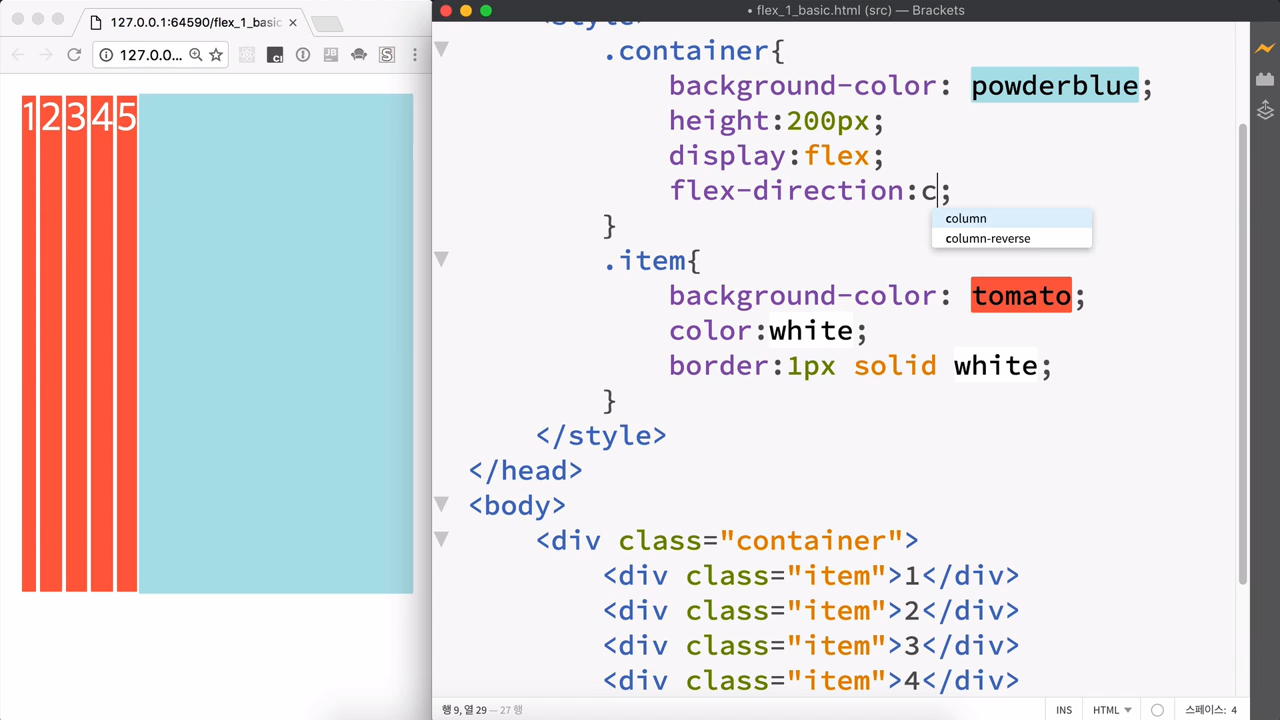 127.0.0.1:64590/flex_1_basic
127.0.0...
12345
• flex_1_basic.html (src) — Brackets
<style>
.container{
background-color: powderblue;
height:200px;
display:flex;
flex-direction:c;
column
column-reverse
}
.item{
background-color: tomato;
color:white;
border:1px solid white;
}
</style>
</head>
<body>
<div class="container">
<div class="item">1</div>
<div class="item">2</div>
<div class="item">3</div>
<div class="item">4</div>
행 9, 열 29 — 27 행
INS
HTML
스페이스: 4